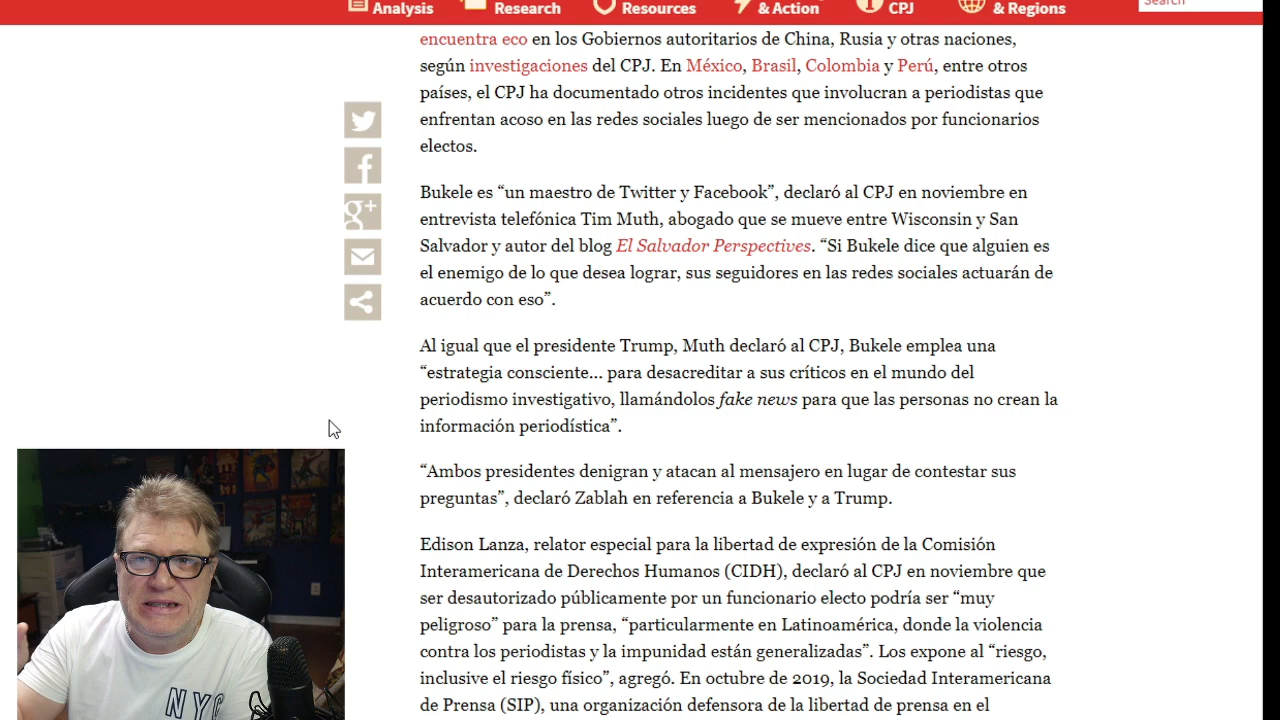 Analysis
Research
Resources
& Action
CPJ
& Regions
Search
encuentra eco en los Gobiernos autoritarios de China, Rusia y otras naciones,
según investigaciones del CPJ. En México, Brasil, Colombia y Perú, entre otros
países, el CPJ ha documentado otros incidentes que involucran a periodistas que
enfrentan acoso en las redes sociales luego de ser mencionados por funcionarios
electos.
Bukele es “un maestro de Twitter y Facebook”, declaró al CPJ en noviembre en
entrevista telefónica Tim Muth, abogado que se mueve entre Wisconsin y San
Salvador y autor del blog El Salvador Perspectives. “Si Bukele dice que alguien es
el enemigo de lo que desea lograr, sus seguidores en las redes sociales actuarán de
acuerdo con eso”.
Al igual que el presidente Trump, Muth declaró al CPJ, Bukele emplea una
“estrategia consciente... para desacreditar a sus críticos en el mundo del
periodismo investigativo, llamándolos fake news para que las personas no crean la
información periodística”.
“Ambos presidentes denigran y atacan al mensajero en lugar de contestar sus
preguntas”, declaró Zablah en referencia a Bukele y a Trump.
Edison Lanza, relator especial para la libertad de expresión de la Comisión
Interamericana de Derechos Humanos (CIDH), declaró al CPJ en noviembre que
ser desautorizado públicamente por un funcionario electo podría ser “muy
peligroso” para la prensa, “particularmente en Latinoamérica, donde la violencia
contra los periodistas y la impunidad están generalizadas”. Los expone al “riesgo,
inclusive el riesgo físico”, agregó. En octubre de 2019, la Sociedad Interamericana
de Prensa (SIP), una organización defensora de la libertad de prensa en el
g+
NYC